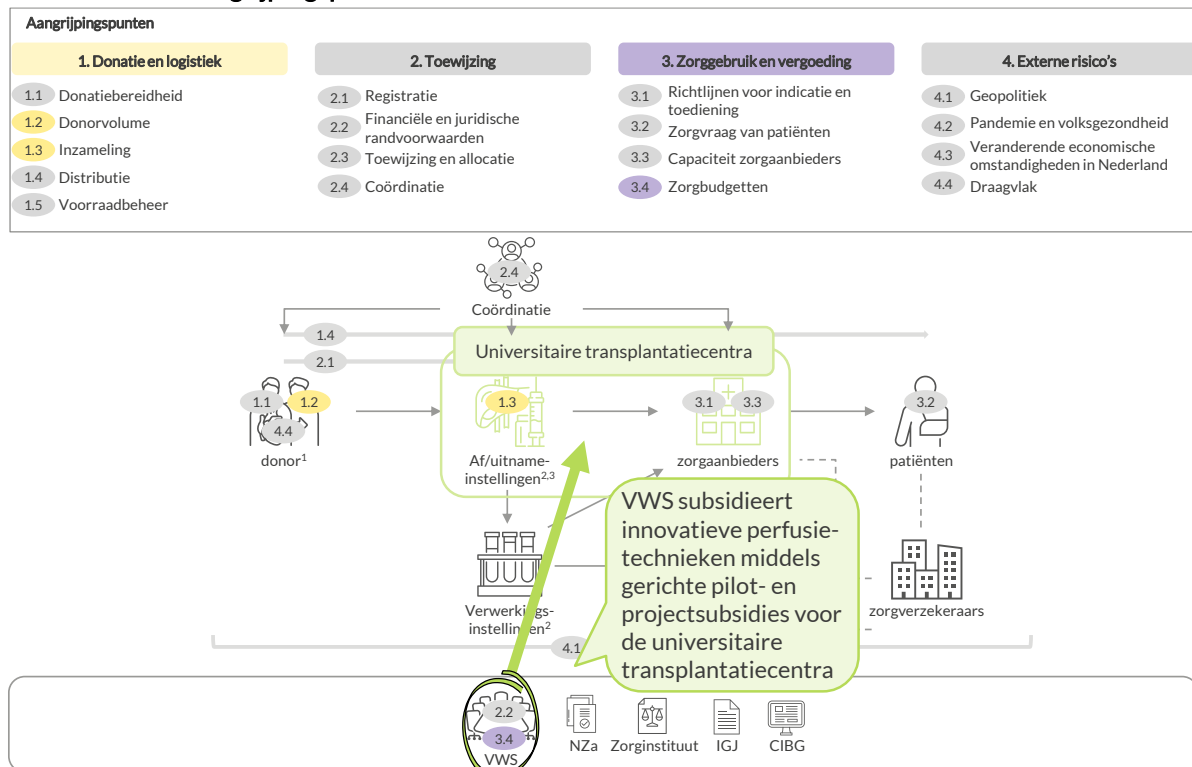 Aangrijpingspunten
1. Donatie en logistiek
1.1 Donatiebereidheid
1.2 Donorvolume
1.3 Inzameling
1.4 Distributie
1.5 Voorraadbeheer
2. Toewijzing
2.1 Registratie
2.2 Financiële en juridische
randvoorwaarden
2.3 Toewijzing en allocatie
2.4 Coördinatie
3. Zorggebruik en vergoeding
3.1 Richtlijnen voor indicatie en
toediening
3.2 Zorgvraag van patiënten
3.3 Capaciteit zorgaanbieders
3.4 Zorgbudgetten
4. Externe risico's
4.1 Geopolitiek
4.2 Pandemie en volksgezondheid
4.3 Veranderende economische
omstandigheden in Nederland
4.4 Draagvlak
2.4
Coördinatie
1.4
Universitaire transplantatiecentra
2.1
1.1 1.2
4.4
donor1
1.3
Af/uitname-
instellingen2,3
3.1 3.3
zorgaanbieders
3.2
patiënten
VWS subsidieert
innovatieve perfusie-
technieken middels
gerichte pilot- en
projectsubsidies voor
de universitaire
transplantatiecentra
Verwerkings-
instellingen2
zorgverzekeraars
4.1
2.2
3.4
VWS
NZa
Zorginstituut
IGJ
CIBG